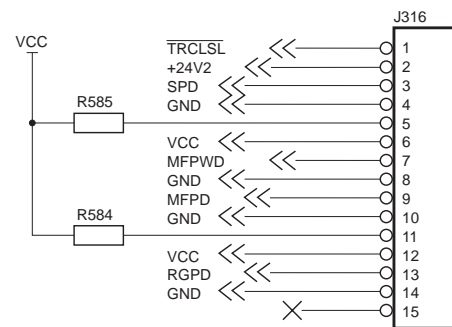 J316
VCC
TRCLSL 1
+24V2 2
SPD 3
R585 GND 4
5
VCC 6
MFPWD 7
GND 8
MFPD 9
R584 GND 10
11
VCC 12
RGPD 13
GND 14
15